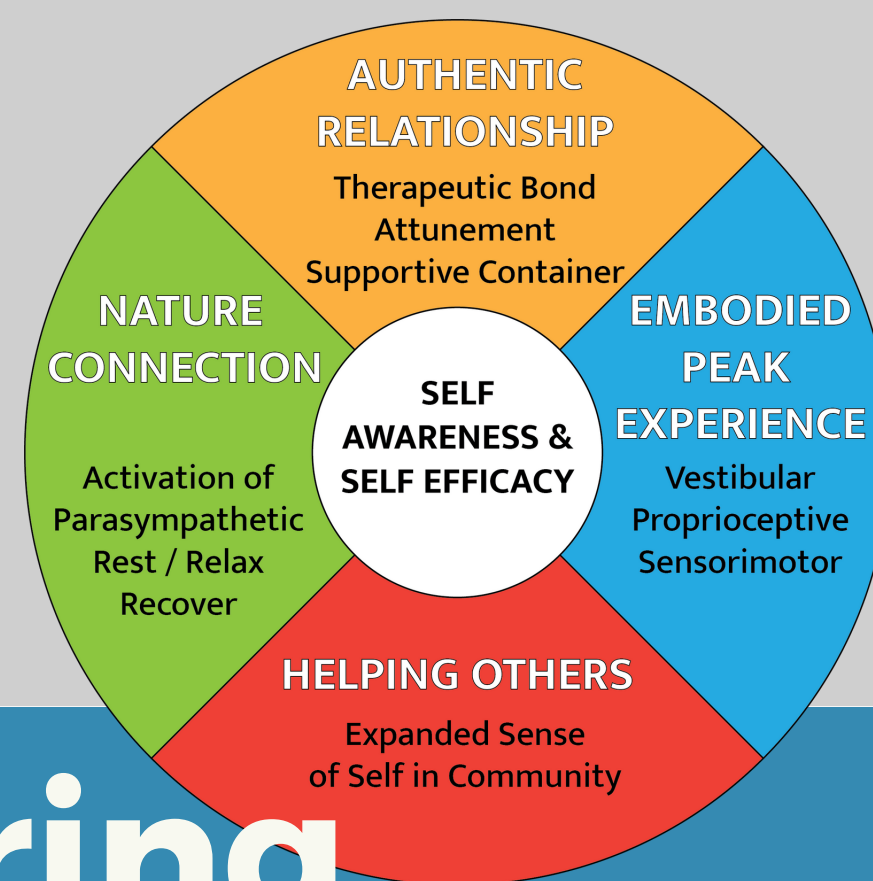 AUTHENTIC
RELATIONSHIP
Therapeutic Bond
Attunement
Supportive Container
NATURE
CONNECTION
Activation of
Parasympathetic
Rest / Relax
Recover
SELF
AWARENESS &
SELF EFFICACY
EMBODIED
PEAK
EXPERIENCE
Vestibular
Proprioceptive
Sensorimotor
HELPING OTHERS
Expanded Sense
of Self in Community
ring